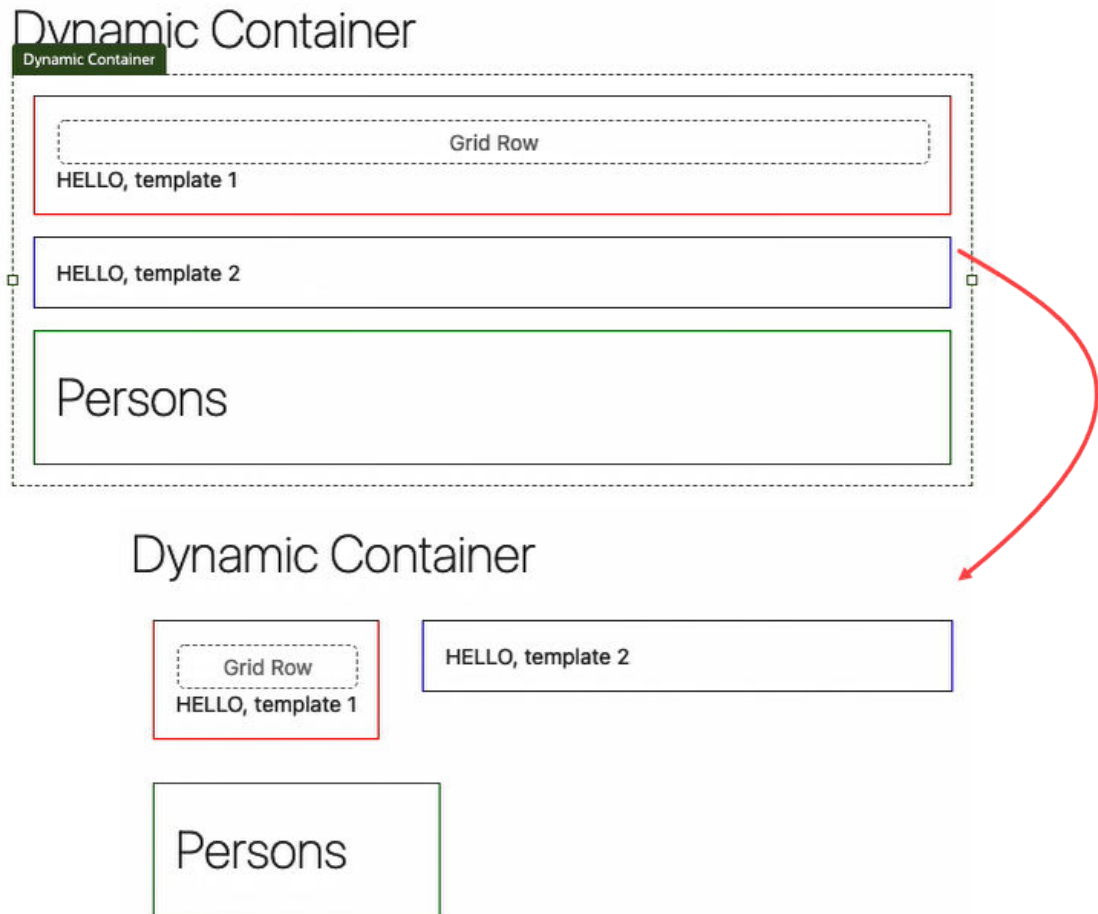 Dynamic Container
Dynamic Container
Grid Row
HELLO, template 1
HELLO, template 2
Persons
Dynamic Container
Grid Row
HELLO, template 1
HELLO, template 2
Persons